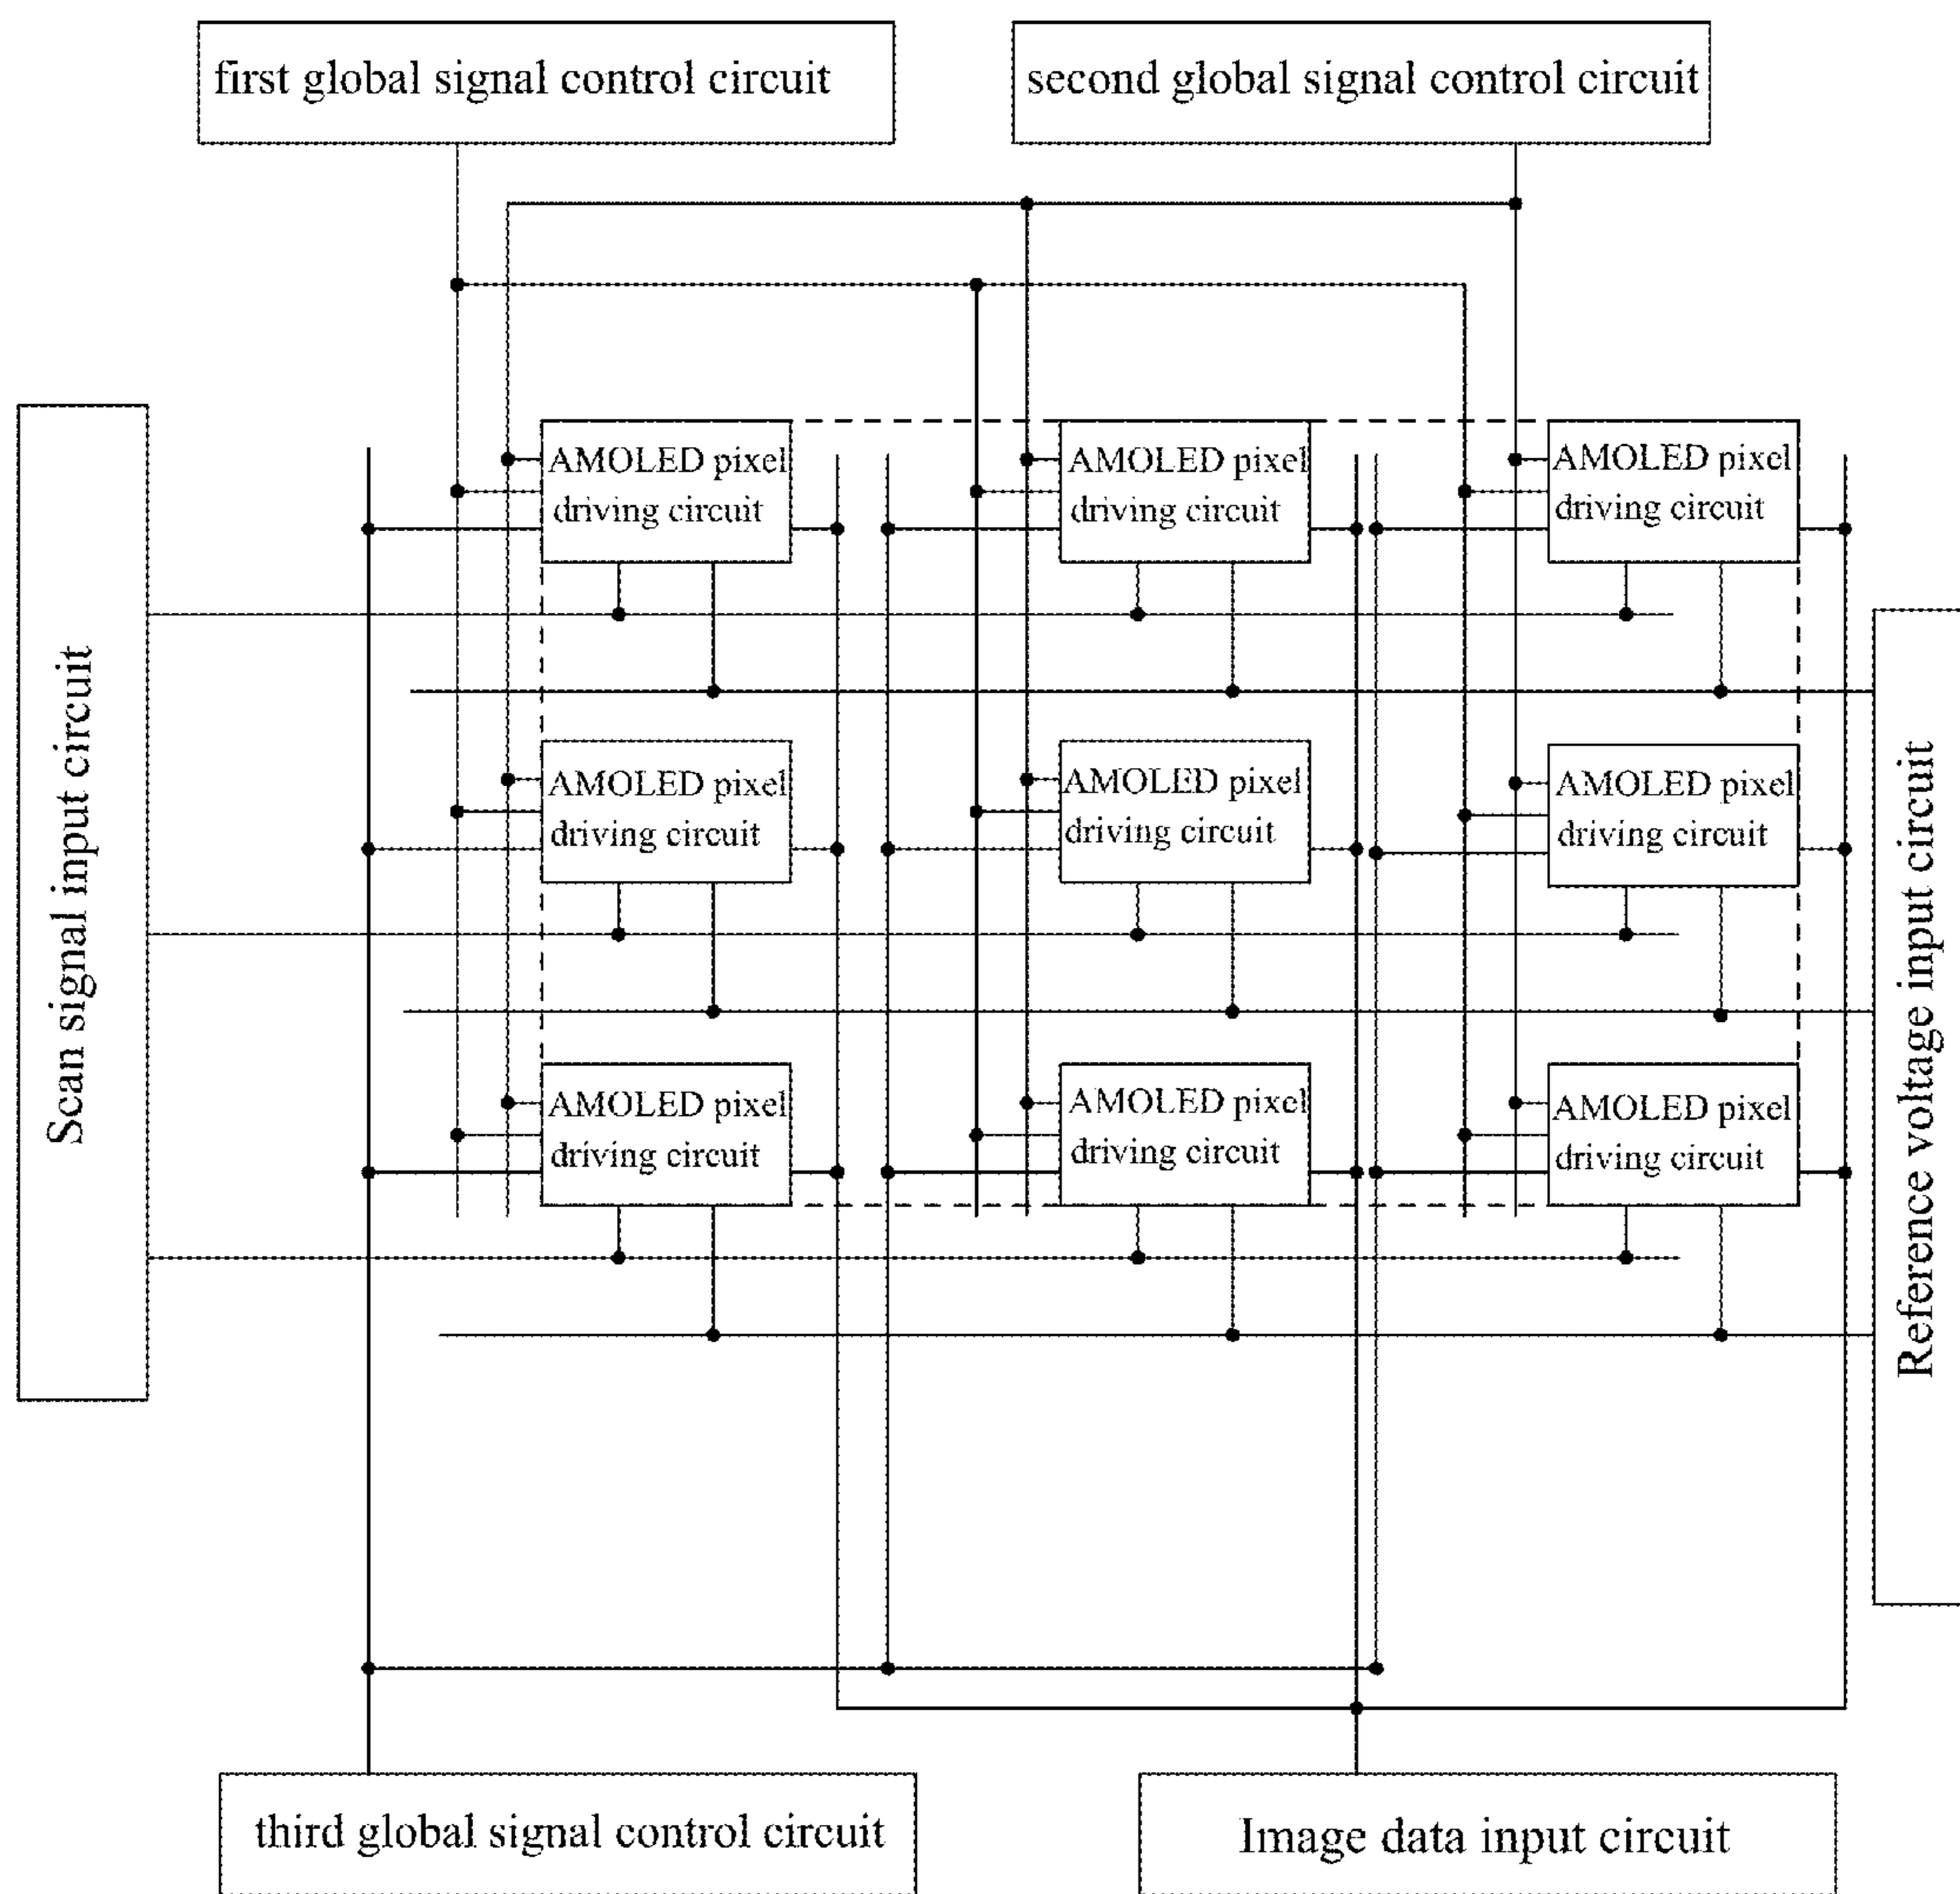 first global signal control circuit
second global signal control circuit
Scan signal input circuit
AMOLED pixel
driving circuit
AMOLED pixel
driving circuit
AMOLED pixel
driving circuit
AMOLED pixel
driving circuit
AMOLED pixel
driving circuit
AMOLED pixel
driving circuit
AMOLED pixel
driving circuit
AMOLED pixel
driving circuit
AMOLED pixel
driving circuit
Reference voltage input circuit
third global signal control circuit
Image data input circuit